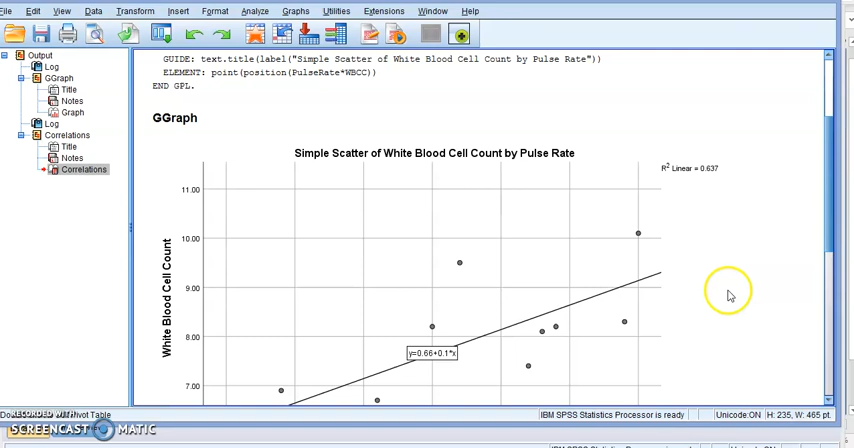 File Edit View Data Transform Insert Format Analyze Graphs Utilities Extensions Window Help
Output
Log
GGraph
Title
Notes
Graph
Log
Correlations
Title
Notes
Correlations
GUIDE: text.title(label("Simple Scatter of White Blood Cell Count by Pulse Rate"))
ELEMENT: point(position(PulseRate*WBCC))
END GPL.
GGraph
Simple Scatter of White Blood Cell Count by Pulse Rate
R2 Linear = 0.637
11.00
10.00
9.00
8.00
7.00
White Blood Cell Count
y=0.66+0.1*x
RECORDED WITH
SCREENCAST MATIC
Pivot Table
IBM SPSS Statistics Processor is ready
Unicode:ON
H: 235, W: 465 pt.